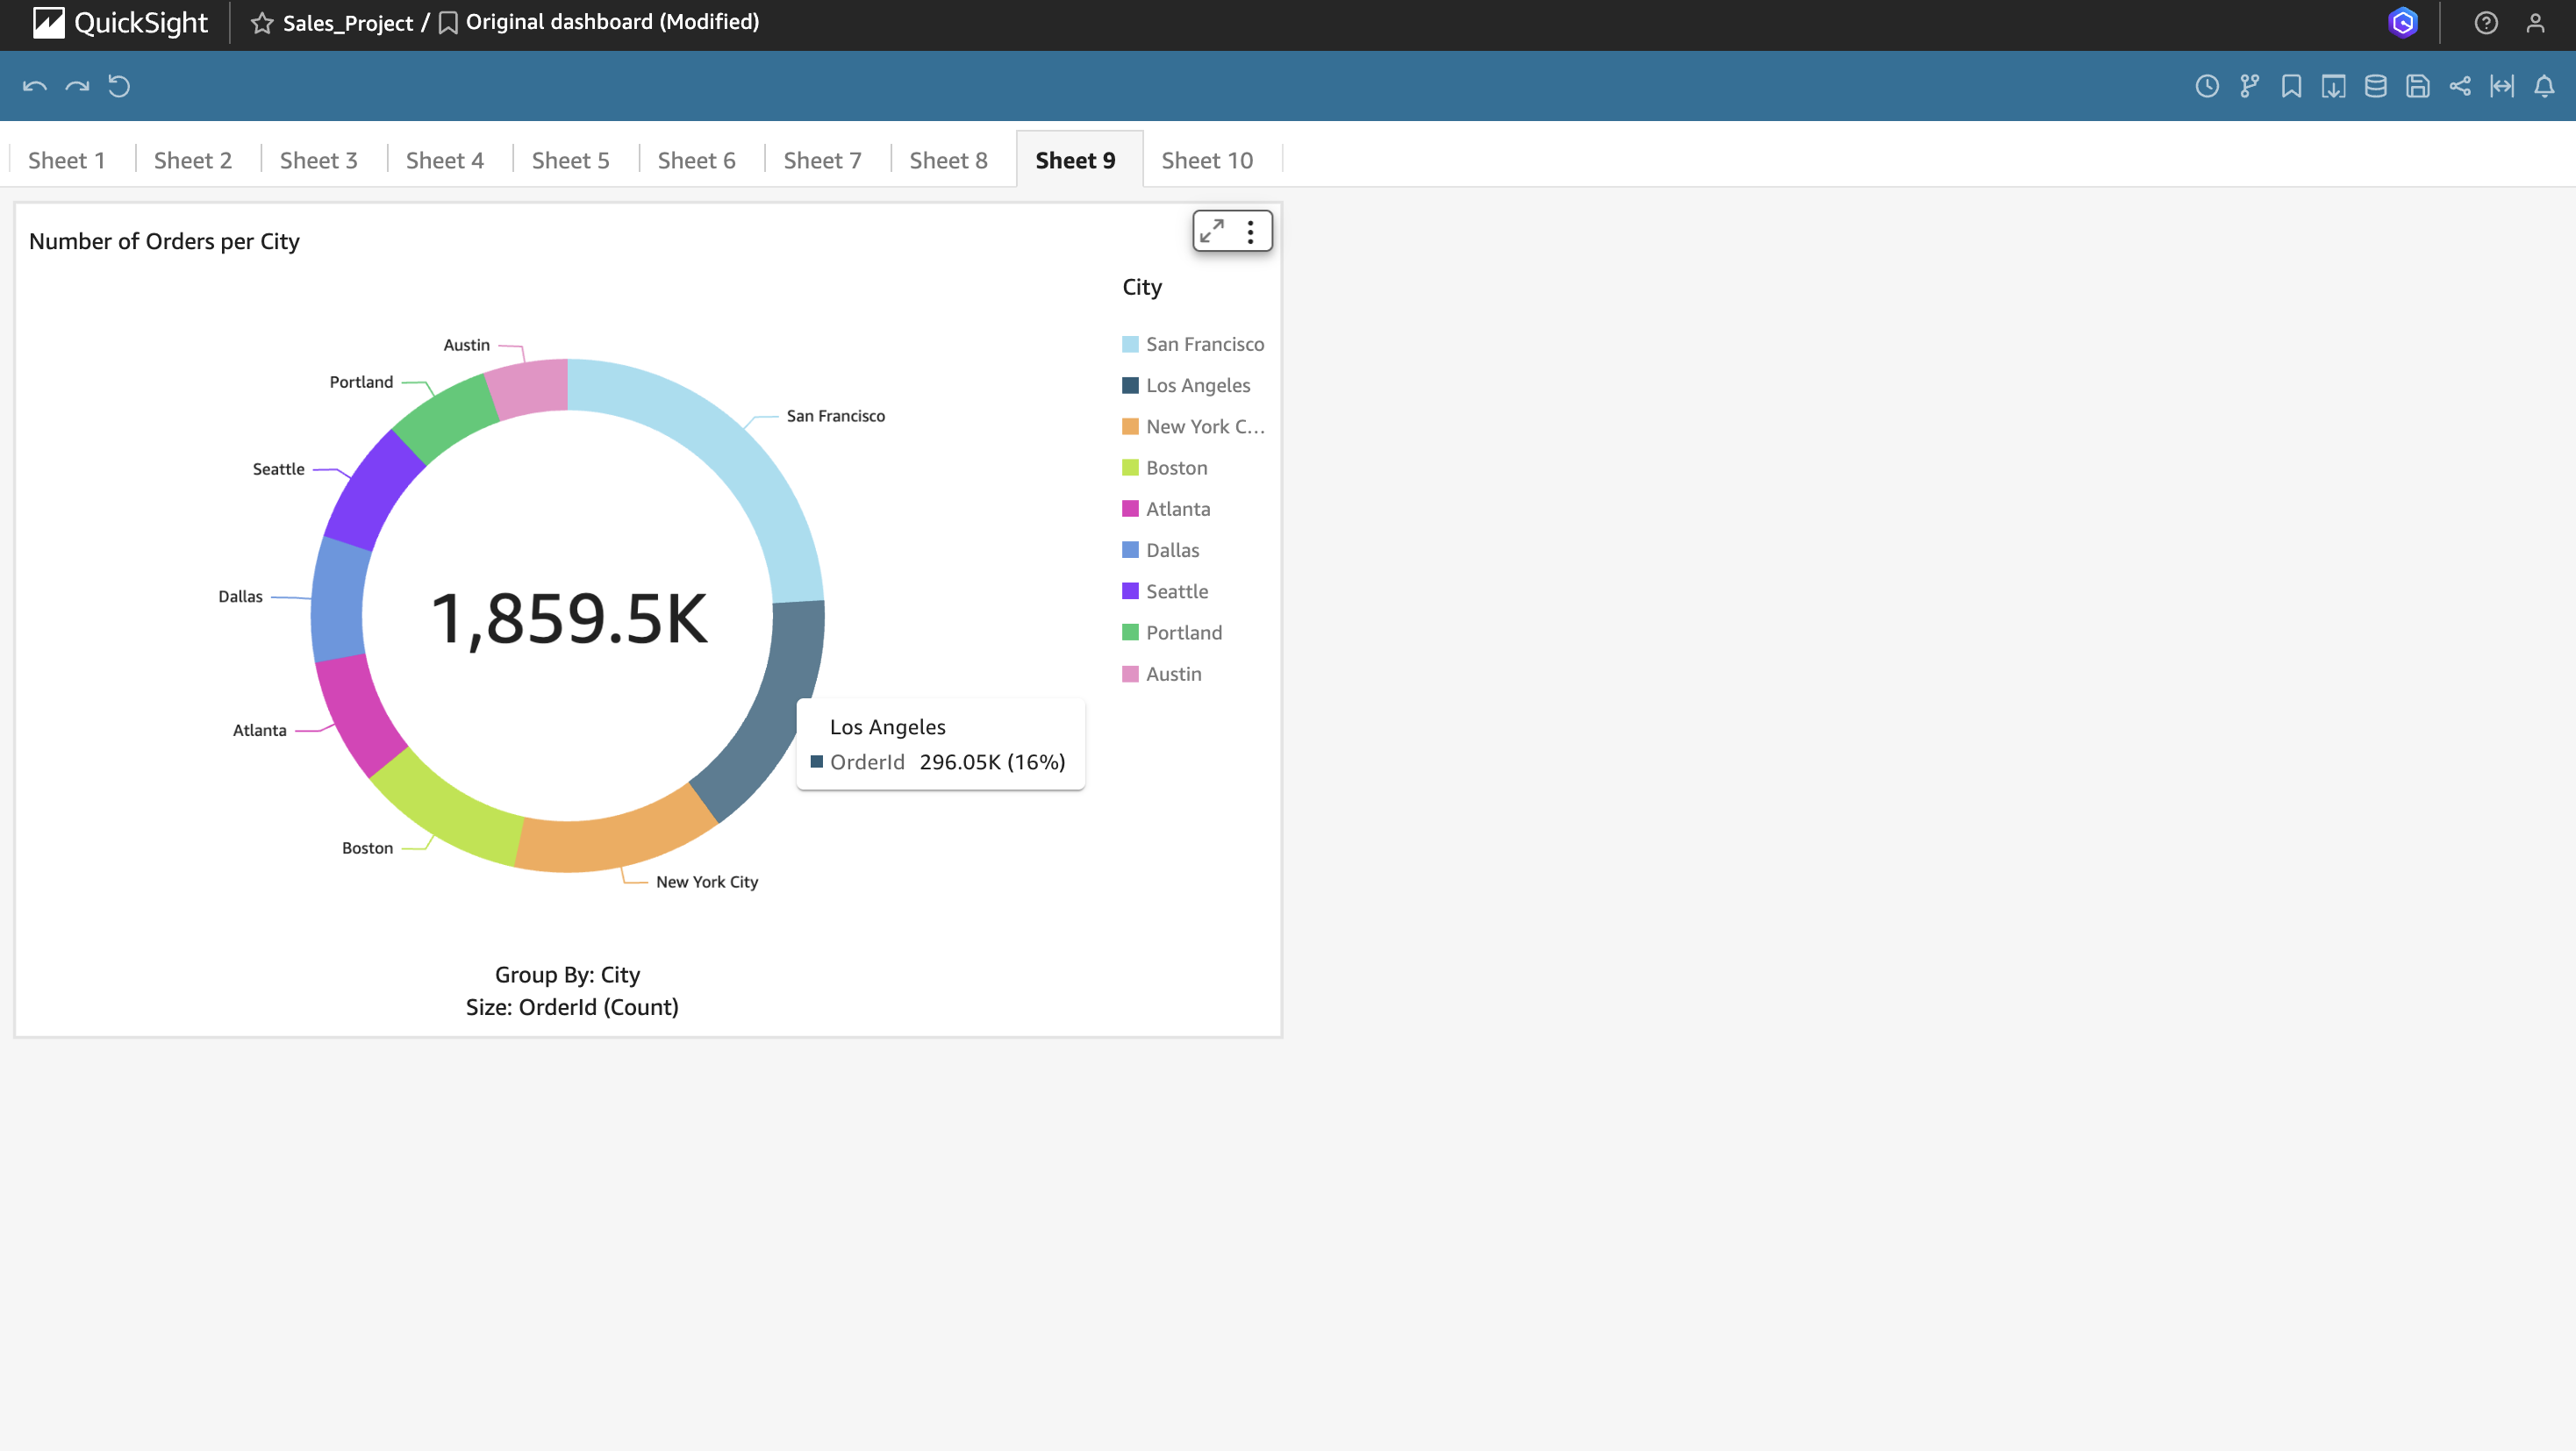 QuickSight
Sales_Project / Original dashboard (Modified)
Sheet 1
Sheet 2
Sheet 3
Sheet 4
Sheet 5
Sheet 6
Sheet 7
Sheet 8
Sheet 9
Sheet 10
Number of Orders per City
Austin
Portland
San Francisco
Seattle
Dallas
1,859.5K
Atlanta
Los Angeles
OrderId 296.05K (16%)
Boston
New York City
Group By: City
Size: OrderId (Count)
City
San Francisco
Los Angeles
New York C...
Boston
Atlanta
Dallas
Seattle
Portland
Austin